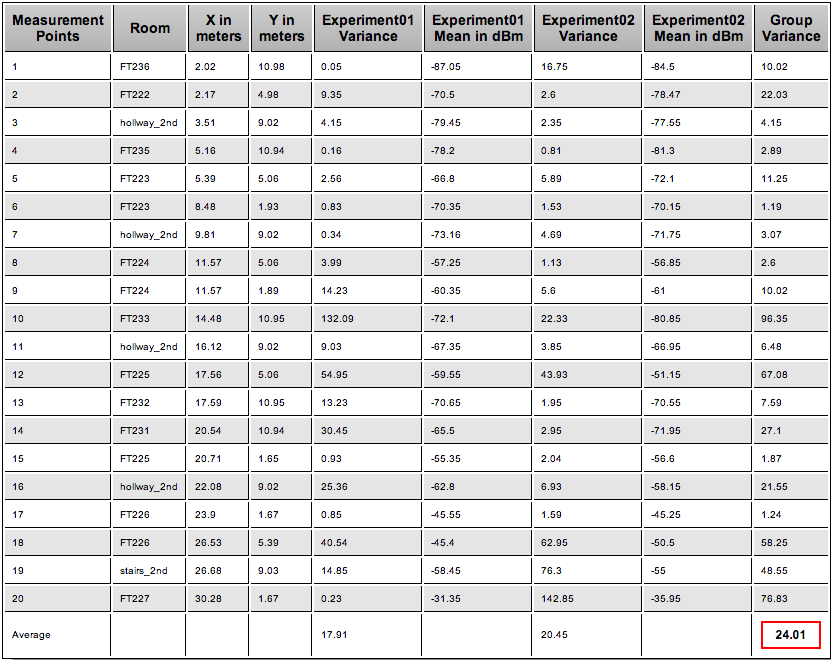 Measurement Points Room X in meters Y in meters Experiment01 Variance Experiment01 Mean in dBm Experiment02 Variance Experiment02 Mean in dBm Group Variance
1 FT236 2.02 10.98 0.05 -87.05 16.75 -84.5 10.02
2 FT222 2.17 4.98 9.35 -70.5 2.6 -78.47 22.03
3 hollway_2nd 3.51 9.02 4.15 -79.45 2.35 -77.55 4.15
4 FT235 5.16 10.94 0.16 -78.2 0.81 -81.3 2.89
5 FT223 5.39 5.06 2.56 -66.8 5.89 -72.1 11.25
6 FT223 8.48 1.93 0.83 -70.35 1.53 -70.15 1.19
7 hollway_2nd 9.81 9.02 0.34 -73.16 4.69 -71.75 3.07
8 FT224 11.57 5.06 3.99 -57.25 1.13 -56.85 2.6
9 FT224 11.57 1.89 14.23 -60.35 5.6 -61 10.02
10 FT233 14.48 10.95 132.09 -72.1 22.33 -80.85 96.35
11 hollway_2nd 16.12 9.02 9.03 -67.35 3.85 -66.95 6.48
12 FT225 17.56 5.06 54.95 -59.55 43.93 -51.15 67.08
13 FT232 17.59 10.95 13.23 -70.65 1.95 -70.55 7.59
14 FT231 20.54 10.94 30.45 -65.5 2.95 -71.95 27.1
15 FT225 20.71 1.65 0.93 -55.35 2.04 -56.6 1.87
16 hollway_2nd 22.08 9.02 25.36 -62.8 6.93 -58.15 21.55
17 FT226 23.9 1.67 0.85 -45.55 1.59 -45.25 1.24
18 FT226 26.53 5.39 40.54 -45.4 62.95 -50.5 58.25
19 stairs_2nd 26.68 9.03 14.85 -58.45 76.3 -55 48.55
20 FT227 30.28 1.67 0.23 -31.35 142.85 -35.95 76.83
Average 17.91 20.45 24.01